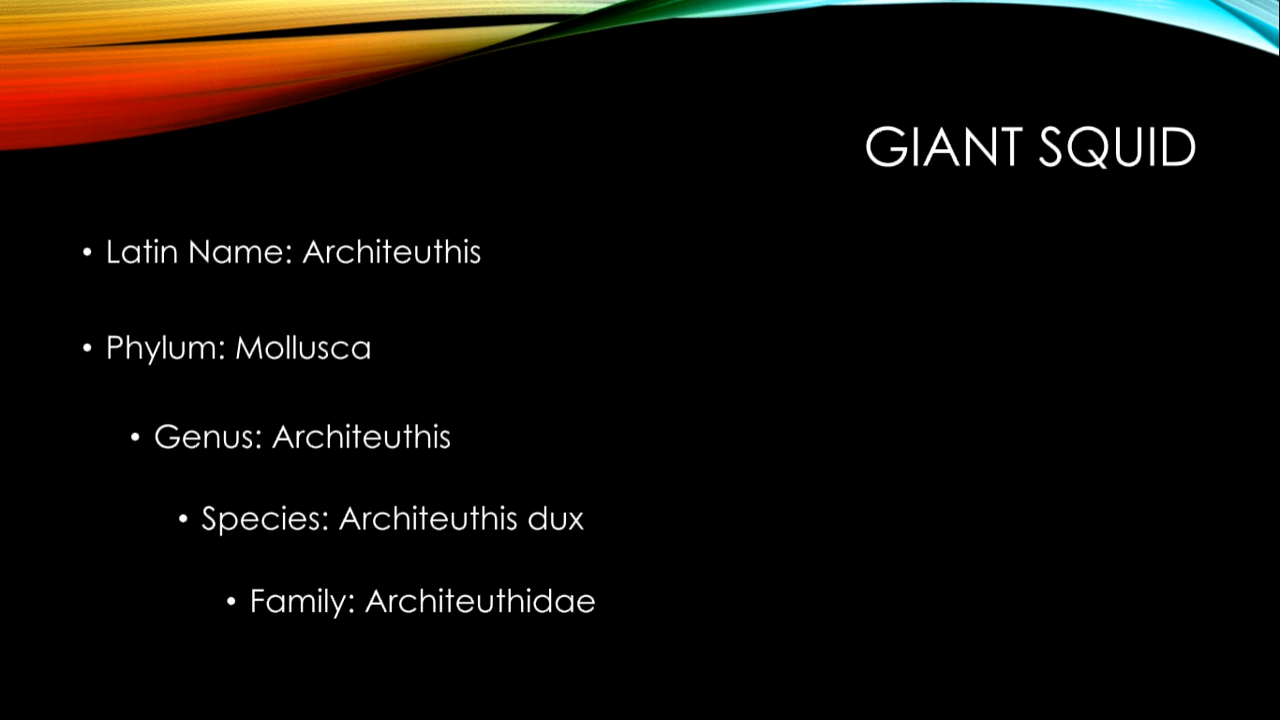 GIANT SQUID
• Latin Name: Architeuthis
• Phylum: Mollusca
• Genus: Architeuthis
• Species: Architeuthis dux
• Family: Architeuthidae